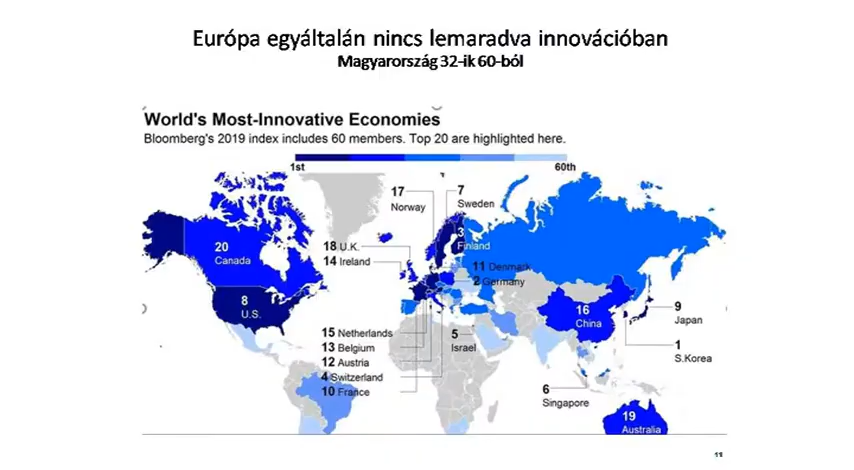 Európa egyáltalán nincs lemaradva innovációban
Magyarország 32-ik 60-ból
World's Most-Innovative Economies
Bloomberg's 2019 index includes 60 members. Top 20 are highlighted here.
1st 60th
17 Norway
7 Sweden
3 Finland
20 Canada
18 U.K.
14 Ireland
11 Denmark
2 Germany
8 U.S.
16 China
9 Japan
15 Netherlands
13 Belgium
12 Austria
4 Switzerland
10 France
5 Israel
1 S.Korea
6 Singapore
19 Australia